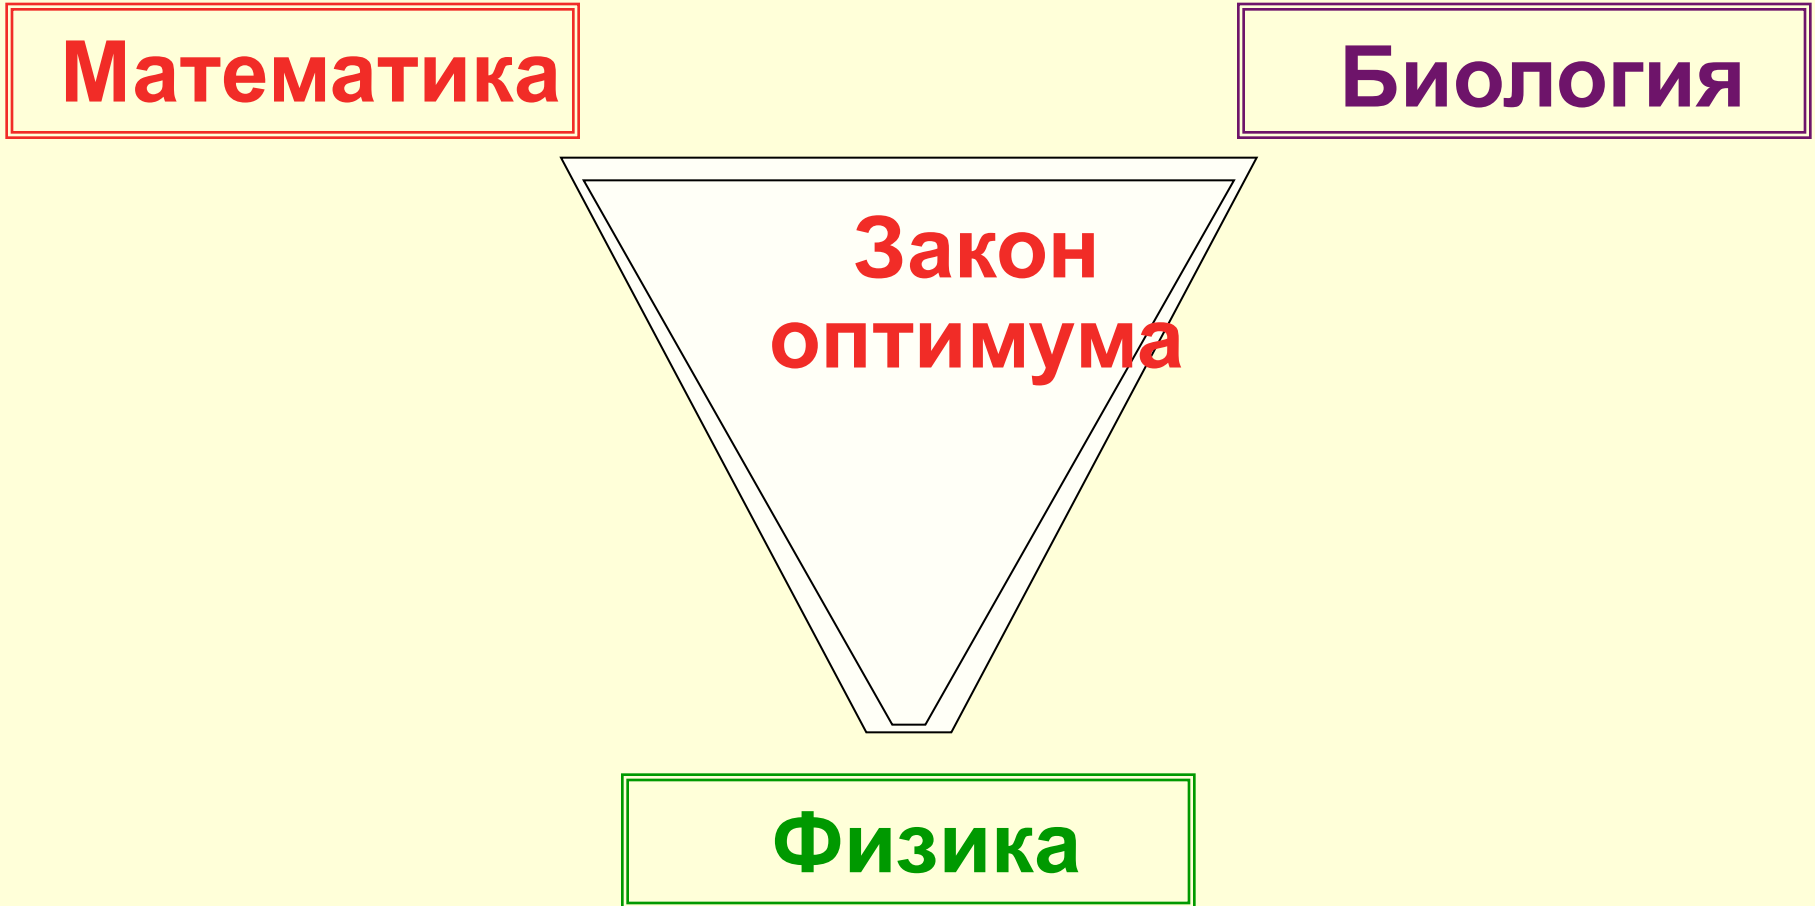 Математика
Биология
Закон
оптимума
Физика